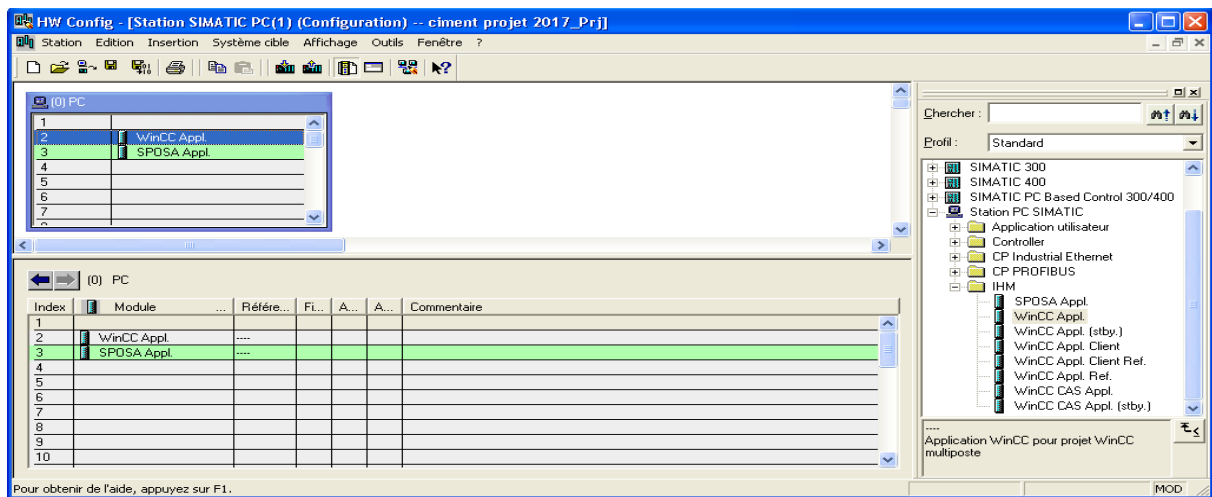 HW Config - [Station SIMATIC PC(1) (Configuration) -- ciment projet 2017_Prj]
Station Edition Insertion Système cible Affichage Outils Fenêtre ?
(0) PC
1
2 WinCC Appl.
3 SPOSA Appl.
4
5
6
7
(0) PC
Index Module ... Référe... Fi... A... A... Commentaire
1
2 WinCC Appl. ----
3 SPOSA Appl. ----
4
5
6
7
8
9
10
Chercher :
Profil : Standard
SIMATIC 300
SIMATIC 400
SIMATIC PC Based Control 300/400
Station PC SIMATIC
Application utilisateur
Controller
CP Industrial Ethernet
CP PROFIBUS
IHM
SPOSA Appl.
WinCC Appl.
WinCC Appl. (stby.)
WinCC Appl. Client
WinCC Appl. Client Ref.
WinCC Appl. Ref.
WinCC CAS Appl.
WinCC CAS Appl. (stby.)
----
Application WinCC pour projet WinCC
multiposte
Pour obtenir de l'aide, appuyez sur F1.
MOD